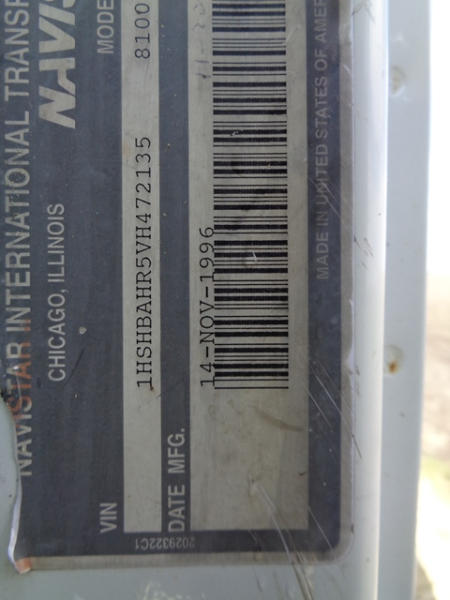 NAVISTAR INTERNATIONAL TRANSP
CHICAGO, ILLINOIS
NAVIS
MODE
8100
VIN
1HSHBAHR5VH472135
DATE MFG.
14-NOV-1996
MADE IN UNITED STATES OF AMER
2029322C1